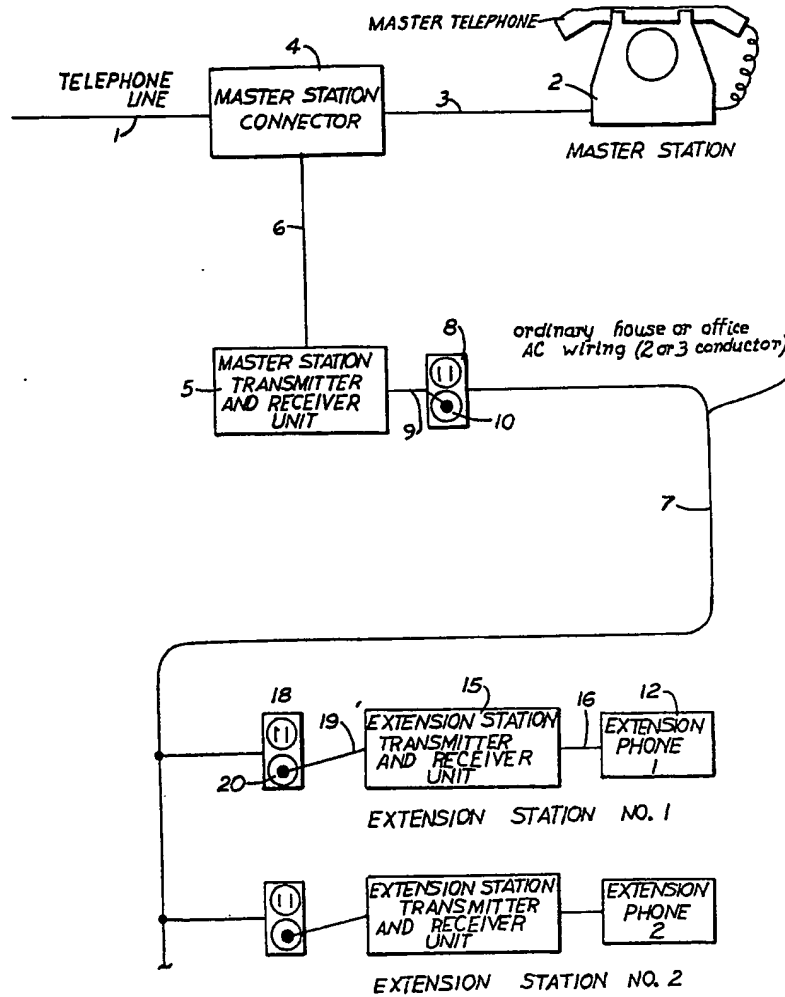 MASTER TELEPHONE
4
TELEPHONE
LINE
1
MASTER STATION
CONNECTOR
3
2
MASTER STATION
6
ordinary house or office
AC wiring (2 or 3 conductor)
8
5
MASTER STATION
TRANSMITTER
AND RECEIVER
UNIT
9
10
7
18
19
20
15
EXTENSION STATION
TRANSMITTER
AND RECEIVER
UNIT
16
12
EXTENSION
PHONE
1
EXTENSION STATION NO. 1
EXTENSION STATION
TRANSMITTER
AND RECEIVER
UNIT
EXTENSION
PHONE
2
EXTENSION STATION NO. 2